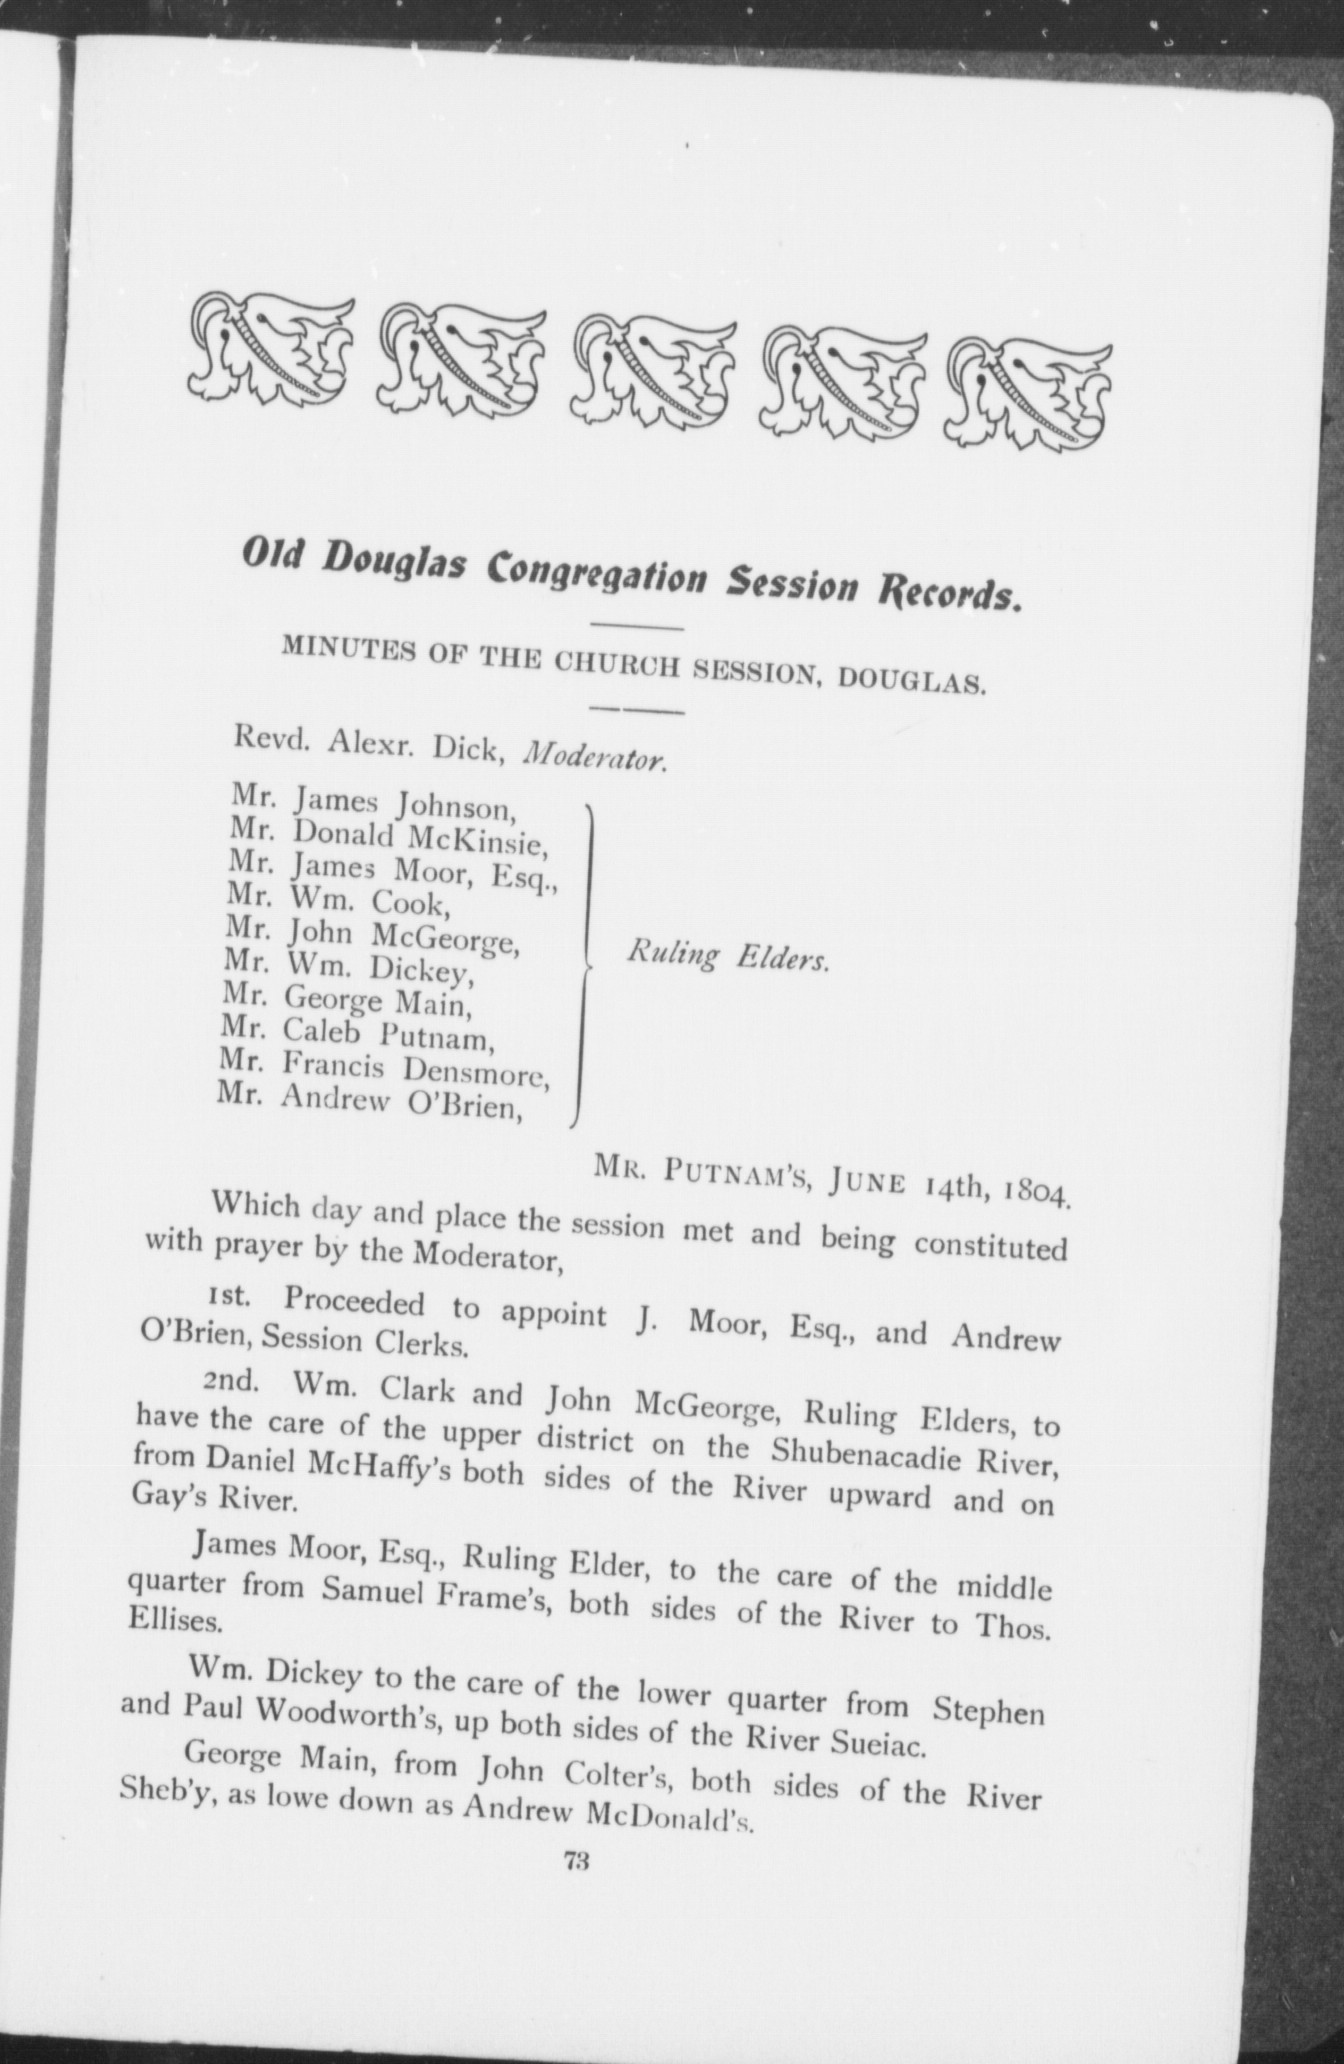 Old Douglas Congregation Session Records.
MINUTES OF THE CHURCH SESSION, DOUGLAS.
Revd. Alexr. Dick, Moderator.
Mr. James Johnson,
Mr. Donald McKinsie,
Mr. James Moor, Esq.,
Mr. Wm. Cook,
Mr. John McGeorge,
Mr. Wm. Dickey,
Mr. George Main,
Mr. Caleb Putnam,
Mr. Francis Densmore,
Mr. Andrew O'Brien,
Ruling Elders.
MR. PUTNAM'S, JUNE 14th, 1804.
Which day and place the session met and being constituted
with prayer by the Moderator,
1st. Proceeded to appoint J. Moor, Esq., and Andrew
O'Brien, Session Clerks.
2nd. Wm. Clark and John McGeorge, Ruling Elders, to
have the care of the upper district on the Shubenacadie River,
from Daniel McHaffy's both sides of the River upward and on
Gay's River.
James Moor, Esq., Ruling Elder, to the care of the middle
quarter from Samuel Frame's, both sides of the River to Thos.
Ellises.
Wm. Dickey to the care of the lower quarter from Stephen
and Paul Woodworth's, up both sides of the River Sueiac.
George Main, from John Colter's, both sides of the River
Sheb'y, as lowe down as Andrew McDonald's.
73